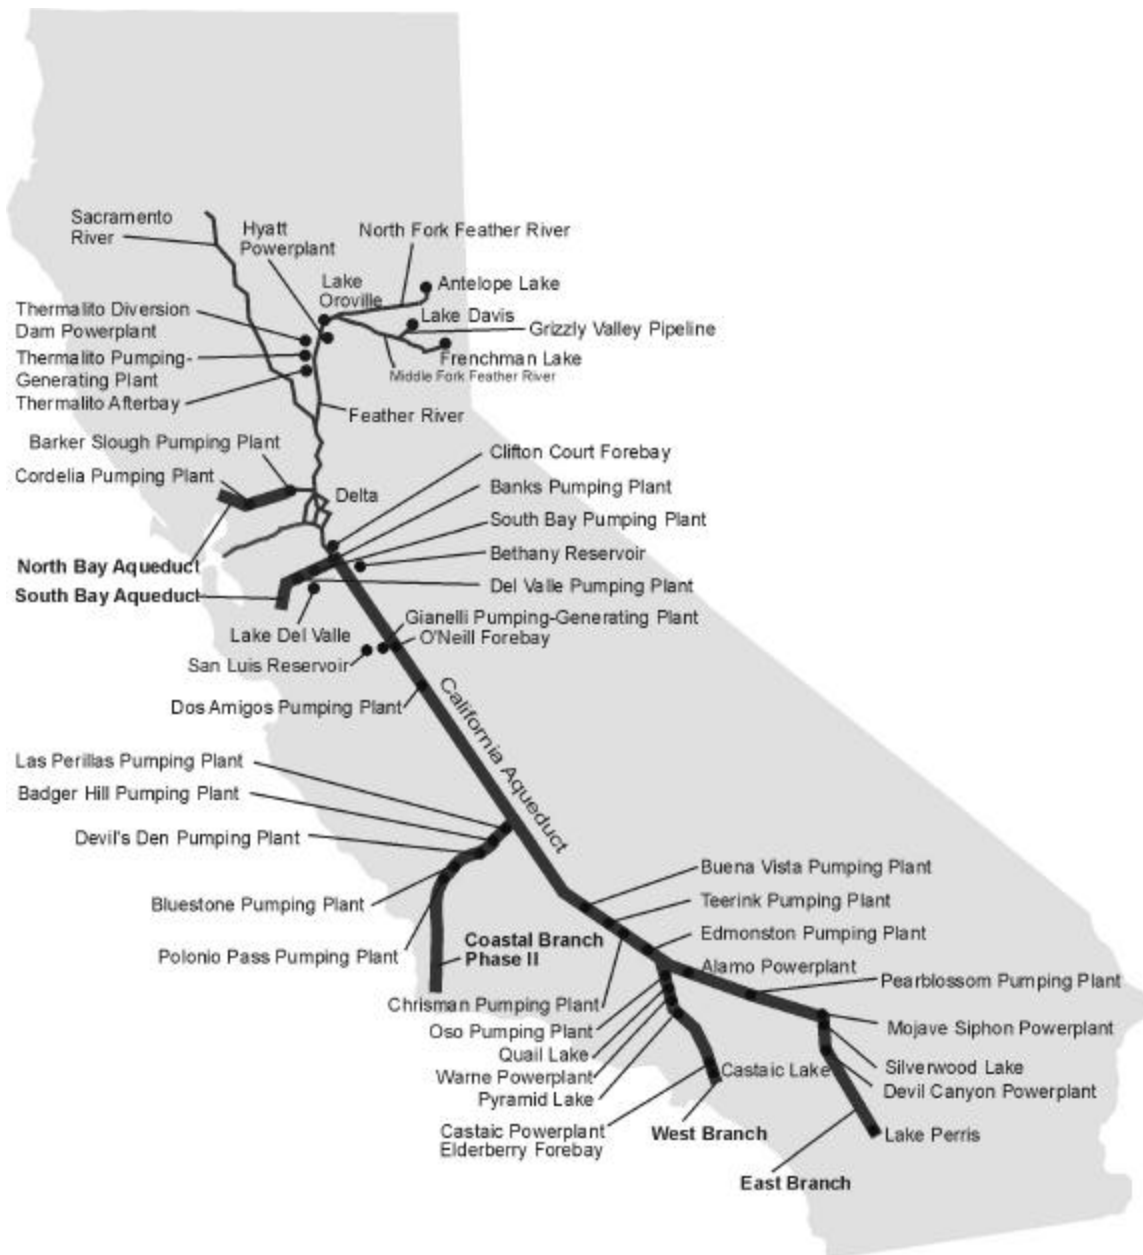 Sacramento
River
Hyatt
Powerplant
North Fork Feather River
Lake
Oroville
Antelope Lake
Thermalito Diversion
Dam Powerplant
Lake Davis
Grizzly Valley Pipeline
Thermalito Pumping-
Generating Plant
Frenchman Lake
Middle Fork Feather River
Thermalito Afterbay
Feather River
Barker Slough Pumping Plant
Clifton Court Forebay
Cordelia Pumping Plant
Delta
Banks Pumping Plant
South Bay Pumping Plant
Bethany Reservoir
North Bay Aqueduct
Del Valle Pumping Plant
South Bay Aqueduct
Gianelli Pumping-Generating Plant
Lake Del Valle
O'Neill Forebay
San Luis Reservoir
Dos Amigos Pumping Plant
California Aqueduct
Las Perillas Pumping Plant
Badger Hill Pumping Plant
Devil's Den Pumping Plant
Buena Vista Pumping Plant
Bluestone Pumping Plant
Teerink Pumping Plant
Edmonston Pumping Plant
Coastal Branch
Phase II
Polonio Pass Pumping Plant
Alamo Powerplant
Pearblossom Pumping Plant
Chrisman Pumping Plant
Oso Pumping Plant
Mojave Siphon Powerplant
Quail Lake
Silverwood Lake
Warne Powerplant
Castaic Lake
Devil Canyon Powerplant
Pyramid Lake
Castaic Powerplant
Elderberry Forebay
West Branch
Lake Perris
East Branch